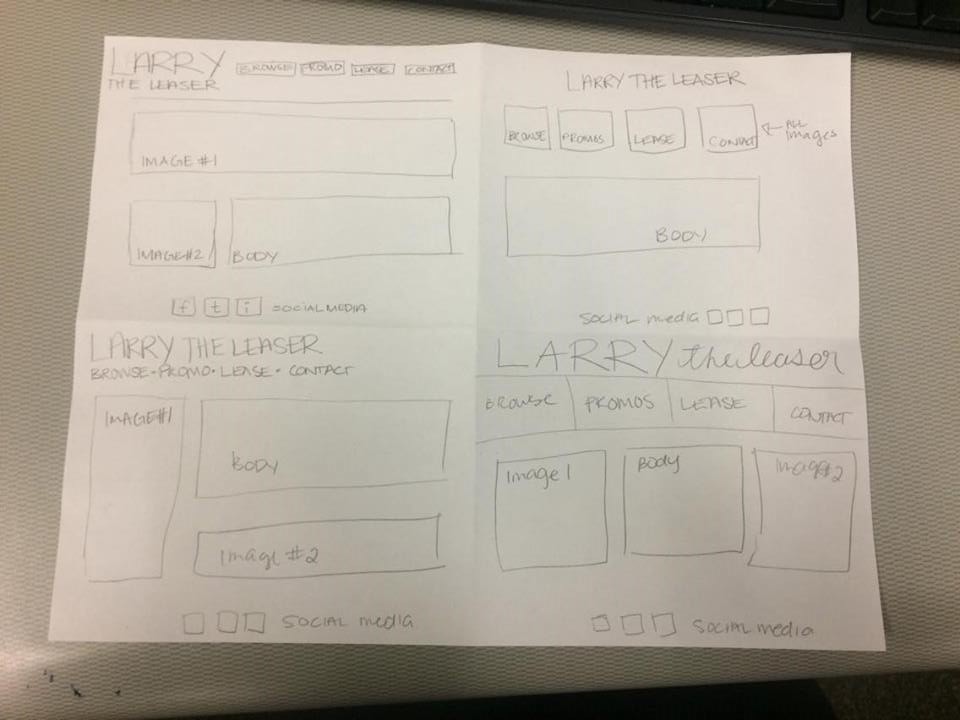 LARRY
THE LEASER
BROWSE PROMO LEASE CONTACT
IMAGE #1
IMAGE#2
BODY
f t i =SOCIAL MEDIA
LARRY THE LEASER
BROWSE PROMOS LEASE CONTACT
ALL
images
BODY
SOCIAL media
LARRY THE LEASER
BROWSE • PROMO • LEASE • CONTACT
IMAGE#1
BODY
Image #2
SOCIAL media
LARRY the leaser
BROWSE PROMOS LEASE CONTACT
Image 1
Body
Image#2
SOCIAL media